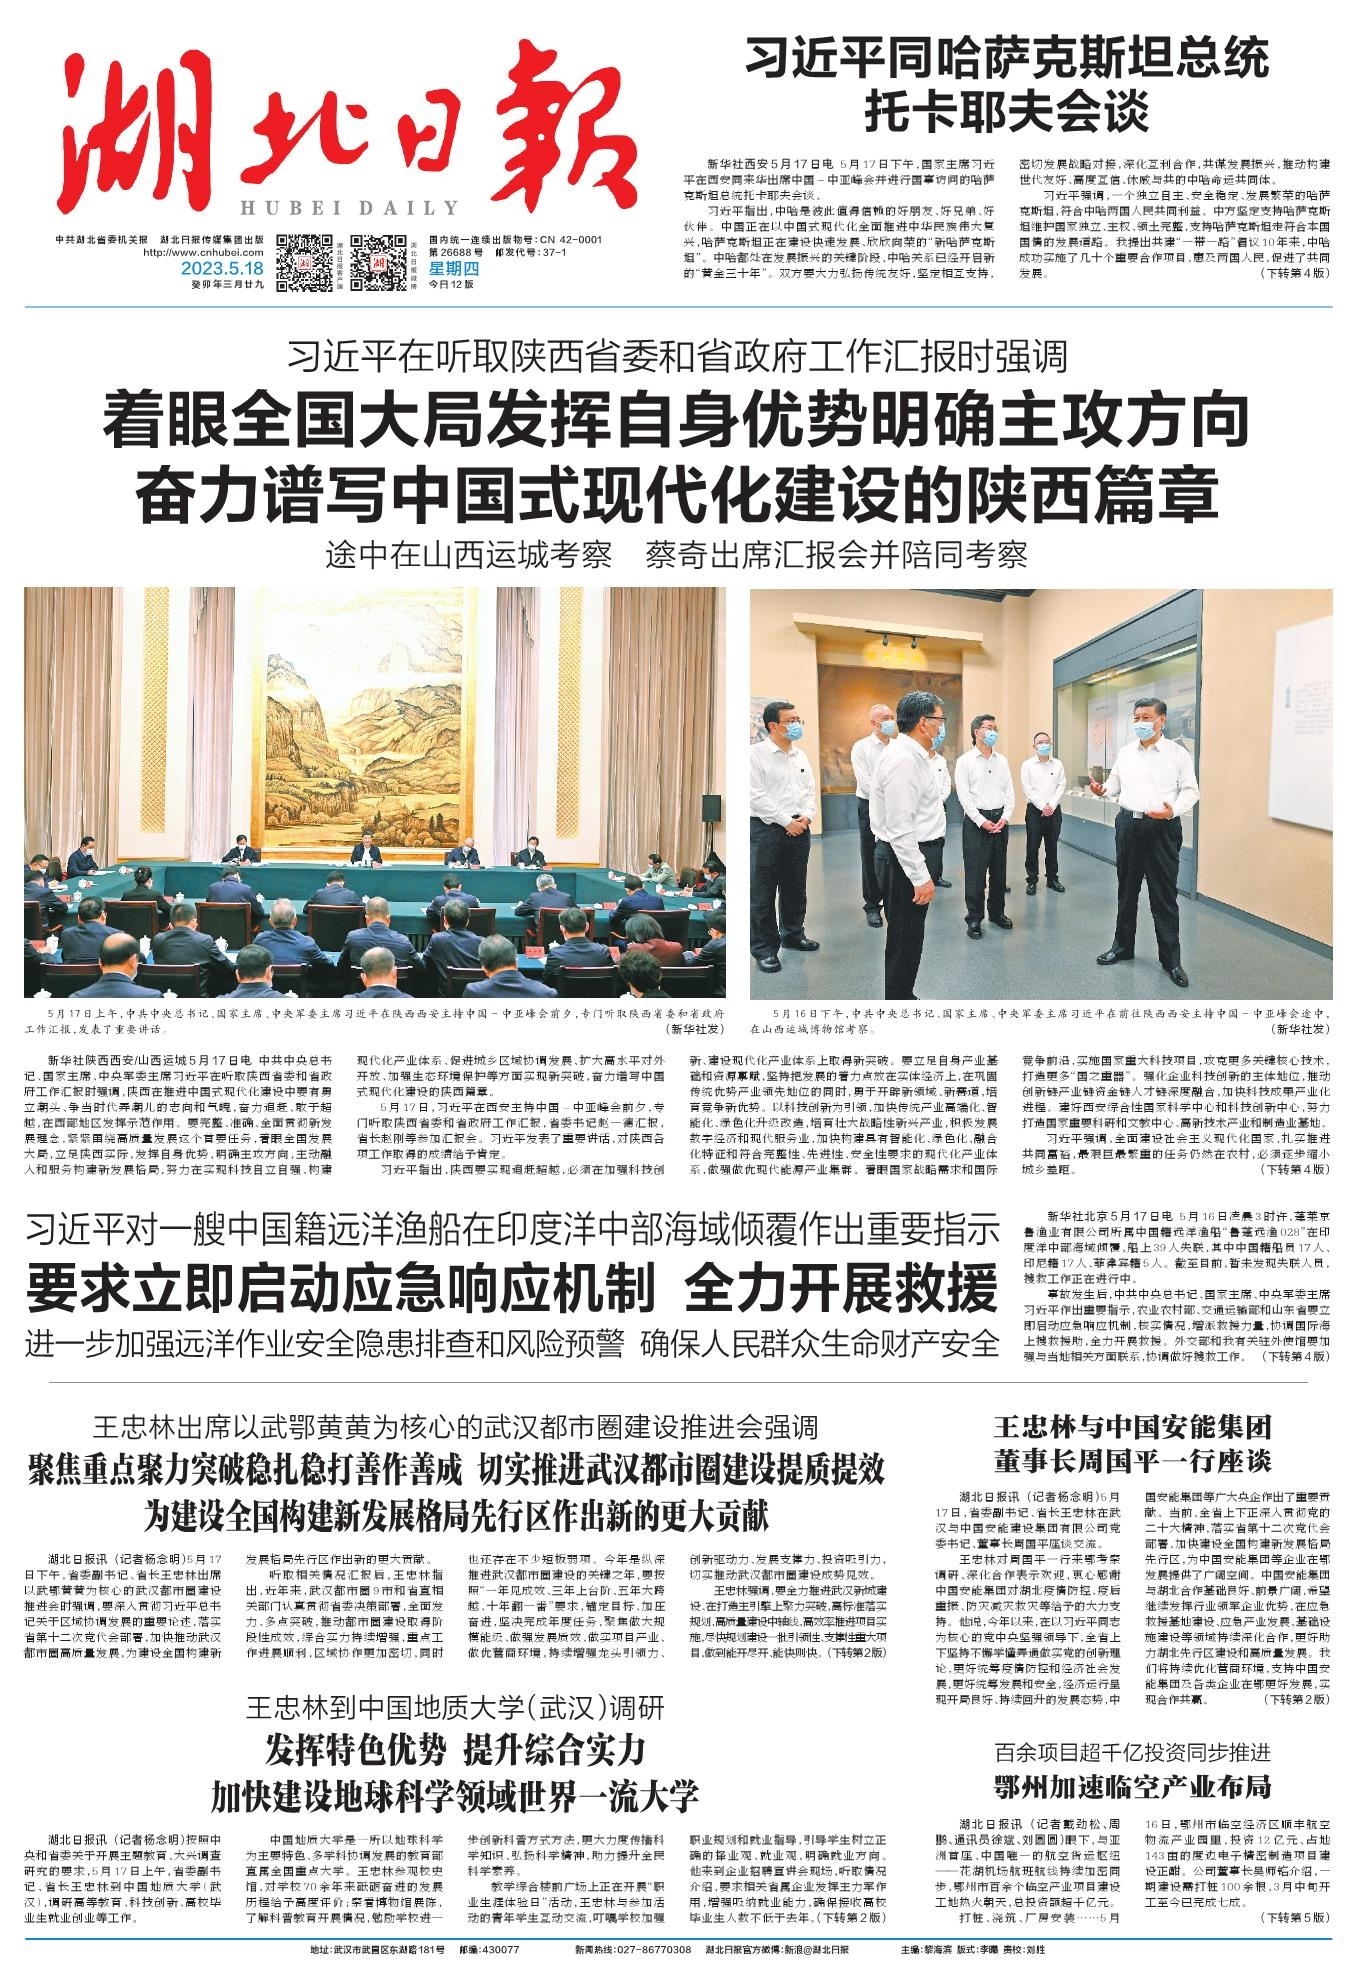 湖北日報
HUBEI DAILY
中共湖北省委机关报 湖北日报传媒集团出版
http://www.cnhubei.com
2023.5.18
癸卯年三月廿九
湖北日报客户端
湖北日报微博
国内统一连续出版物号：CN 42-0001
第26688号 邮发代号：37-1
星期四
今日12版
习近平同哈萨克斯坦总统
托卡耶夫会谈
新华社西安5月17日电 5月17日下午，国家主席习近
平在西安同来华出席中国－中亚峰会并进行国事访问的哈萨
克斯坦总统托卡耶夫会谈。
习近平指出，中哈是彼此值得信赖的好朋友、好兄弟、好
伙伴。中国正在以中国式现代化全面推进中华民族伟大复
兴，哈萨克斯坦正在建设快速发展、欣欣向荣的“新哈萨克斯
坦”。中哈都处在发展振兴的关键阶段，中哈关系已经开启新
的“黄金三十年”。双方要大力弘扬传统友好，坚定相互支持，
密切发展战略对接，深化互利合作，共谋发展振兴，推动构建
世代友好、高度互信、休戚与共的中哈命运共同体。
习近平强调，一个独立自主、安全稳定、发展繁荣的哈萨
克斯坦，符合中哈两国人民共同利益。中方坚定支持哈萨克斯
坦维护国家独立、主权、领土完整，支持哈萨克斯坦走符合本国
国情的发展道路。我提出共建“一带一路”倡议10年来，中哈
成功实施了几十个重要合作项目，惠及两国人民，促进了共同
发展。 （下转第4版）
习近平在听取陕西省委和省政府工作汇报时强调
着眼全国大局发挥自身优势明确主攻方向
奋力谱写中国式现代化建设的陕西篇章
途中在山西运城考察 蔡奇出席汇报会并陪同考察
5月17日上午，中共中央总书记、国家主席、中央军委主席习近平在陕西西安主持中国－中亚峰会前夕，专门听取陕西省委和省政府
工作汇报，发表了重要讲话。 （新华社发）
5月16日下午，中共中央总书记、国家主席、中央军委主席习近平在前往陕西西安主持中国－中亚峰会途中，
在山西运城博物馆考察。 （新华社发）
新华社陕西西安/山西运城5月17日电 中共中央总书
记、国家主席、中央军委主席习近平在听取陕西省委和省政
府工作汇报时强调，陕西在推进中国式现代化建设中要有勇
立潮头、争当时代弄潮儿的志向和气魄，奋力追赶、敢于超
越，在西部地区发挥示范作用。要完整、准确、全面贯彻新发
展理念，紧紧围绕高质量发展这个首要任务，着眼全国发展
大局，立足陕西实际，发挥自身优势，明确主攻方向，主动融
入和服务构建新发展格局，努力在实现科技自立自强、构建
现代化产业体系、促进城乡区域协调发展、扩大高水平对外
开放、加强生态环境保护等方面实现新突破，奋力谱写中国
式现代化建设的陕西篇章。
5月17日，习近平在西安主持中国－中亚峰会前夕，专
门听取陕西省委和省政府工作汇报，省委书记赵一德汇报，
省长赵刚等参加汇报会。习近平发表了重要讲话，对陕西各
项工作取得的成绩给予肯定。
习近平指出，陕西要实现追赶超越，必须在加强科技创
新、建设现代化产业体系上取得新突破。要立足自身产业基
础和资源禀赋，坚持把发展的着力点放在实体经济上，在巩固
传统优势产业领先地位的同时，勇于开辟新领域、新赛道，培
育竞争新优势。以科技创新为引领，加快传统产业高端化、智
能化、绿色化升级改造，培育壮大战略性新兴产业，积极发展
数字经济和现代服务业，加快构建具有智能化、绿色化、融合
化特征和符合完整性、先进性、安全性要求的现代化产业体
系，做强做优现代能源产业集群。着眼国家战略需求和国际
竞争前沿，实施国家重大科技项目，攻克更多关键核心技术，
打造更多“国之重器”。强化企业科技创新的主体地位，推动
创新链产业链资金链人才链深度融合，加快科技成果产业化
进程。建好西安综合性国家科学中心和科技创新中心，努力
打造国家重要科研和文教中心、高新技术产业和制造业基地。
习近平强调，全面建设社会主义现代化国家，扎实推进
共同富裕，最艰巨最繁重的任务仍然在农村，必须逐步缩小
城乡差距。 （下转第4版）
习近平对一艘中国籍远洋渔船在印度洋中部海域倾覆作出重要指示
要求立即启动应急响应机制 全力开展救援
进一步加强远洋作业安全隐患排查和风险预警 确保人民群众生命财产安全
新华社北京5月17日电 5月16日凌晨3时许，蓬莱京
鲁渔业有限公司所属中国籍远洋渔船“鲁蓬远渔028”在印
度洋中部海域倾覆，船上39人失联，其中中国籍船员17人、
印尼籍17人、菲律宾籍5人。截至目前，暂未发现失联人员，
搜救工作正在进行中。
事故发生后，中共中央总书记、国家主席、中央军委主席
习近平作出重要指示，农业农村部、交通运输部和山东省要立
即启动应急响应机制，核实情况，增派救援力量，协调国际海
上搜救援助，全力开展救援。外交部和我有关驻外使馆要加
强与当地相关方面联系，协调做好搜救工作。 （下转第4版）
王忠林出席以武鄂黄黄为核心的武汉都市圈建设推进会强调
聚焦重点聚力突破稳扎稳打善作善成 切实推进武汉都市圈建设提质提效
为建设全国构建新发展格局先行区作出新的更大贡献
湖北日报讯（记者杨念明）5月17
日下午，省委副书记、省长王忠林出席
以武鄂黄黄为核心的武汉都市圈建设
推进会时强调，要深入贯彻习近平总书
记关于区域协调发展的重要论述，落实
省第十二次党代会部署，加快推动武汉
都市圈高质量发展，为建设全国构建新
发展格局先行区作出新的更大贡献。
听取相关情况汇报后，王忠林指
出，近年来，武汉都市圈9市和省直相
关部门认真贯彻省委决策部署，全面发
力、多点突破，推动都市圈建设取得阶
段性成效，综合实力持续增强，重点工
作进展顺利，区域协作更加密切，同时
也还存在不少短板弱项。今年是纵深
推进武汉都市圈建设的关键之年，要按
照“一年见成效、三年上台阶、五年大跨
越、十年翻一番”要求，锚定目标、加压
奋进，坚决完成年度任务，聚焦做大规
模能级、做强发展质效、做实项目产业、
做优营商环境，持续增强龙头引领力、
创新驱动力、发展支撑力、投资吸引力，
切实推动武汉都市圈建设成势见效。
王忠林强调，要全力推进武汉新城建
设，在打造主引擎上聚力突破，高标准落实
规划，高质量建设中轴线，高效率推进项目实
施，尽快规划建设一批引领性、支撑性重大项
目，做到能开尽开、能快则快。（下转第2版）
王忠林与中国安能集团
董事长周国平一行座谈
湖北日报讯（记者杨念明）5月
17日，省委副书记、省长王忠林在武
汉与中国安能建设集团有限公司党
委书记、董事长周国平座谈交流。
王忠林对周国平一行来鄂考察
调研、深化合作表示欢迎，衷心感谢
中国安能集团对湖北疫情防控、疫后
重振、防灾减灾救灾等给予的大力支
持。他说，今年以来，在以习近平同志
为核心的党中央坚强领导下，全省上
下坚持不懈学懂弄通做实党的创新理
论，更好统筹疫情防控和经济社会发
展，更好统筹发展和安全，经济运行呈
现开局良好、持续回升的发展态势，中
国安能集团等广大央企作出了重要贡
献。当前，全省上下正深入贯彻党的
二十大精神，落实省第十二次党代会
部署，加快建设全国构建新发展格局
先行区，为中国安能集团等企业在鄂
发展提供了广阔空间。中国安能集团
与湖北合作基础良好、前景广阔，希望
继续发挥行业领军企业优势，在应急
救援基地建设、应急产业发展、基础设
施建设等领域持续深化合作，更好助
力湖北先行区建设和高质量发展。我
们将持续优化营商环境，支持中国安
能集团及各类企业在鄂更好发展，实
现合作共赢。 （下转第2版）
王忠林到中国地质大学（武汉）调研
发挥特色优势 提升综合实力
加快建设地球科学领域世界一流大学
湖北日报讯（记者杨念明）按照中
央和省委关于开展主题教育、大兴调查
研究的要求，5月17日上午，省委副书
记、省长王忠林到中国地质大学（武
汉），调研高等教育、科技创新、高校毕
业生就业创业等工作。
中国地质大学是一所以地球科学
为主要特色、多学科协调发展的教育部
直属全国重点大学。王忠林参观校史
馆，对学校70余年来砥砺奋进的发展
历程给予高度评价；察看博物馆展陈，
了解科普教育开展情况，勉励学校进一
步创新科普方式方法，更大力度传播科
学知识、弘扬科学精神，助力提升全民
科学素养。
教学综合楼前广场上正在开展“职
业生涯体验日”活动，王忠林与参加活
动的青年学生互动交流，叮嘱学校加强
职业规划和就业指导，引导学生树立正
确的择业观、就业观，明确就业方向。
他来到企业招聘宣讲会现场，听取情况
介绍，要求相关省属企业发挥主力军作
用，增强吸纳就业能力，确保接收高校
毕业生人数不低于去年。（下转第2版）
百余项目超千亿投资同步推进
鄂州加速临空产业布局
湖北日报讯（记者戴劲松、周
鹏、通讯员徐斌、刘圆圆）眼下，与亚
洲首座、中国唯一的航空货运枢纽
——花湖机场航班航线持续加密同
步，鄂州市百余个临空产业项目建设
工地热火朝天，总投资额超千亿元。
打桩、浇筑、厂房安装……5月
16日，鄂州市临空经济区顺丰航空
物流产业园里，投资12亿元、占地
143亩的度边电子精密制造项目建
设正酣。公司董事长吴师铭介绍，一
期建设需打桩100余根，3月中旬开
工至今已完成七成。
（下转第5版）
地址：武汉市武昌区东湖路181号 邮编：430077 新闻热线：027-86770308 湖北日报官方微博：新浪@湖北日报 主编：黎海滨 版式：李曦 责校：刘胜